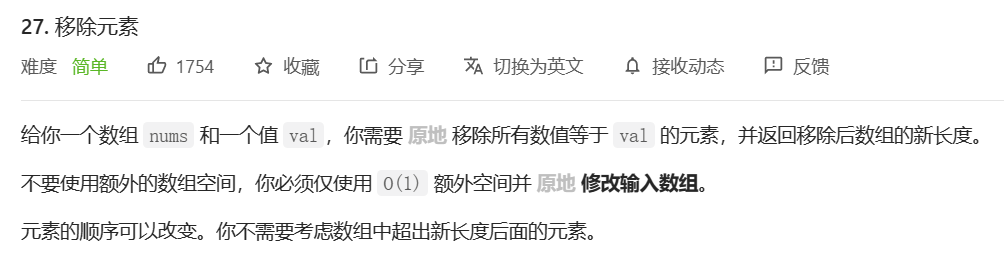 27. 移除元素
难度 简单 1754 收藏 分享 切换为英文 接收动态 反馈
给你一个数组 nums 和一个值 val，你需要 原地 移除所有数值等于 val 的元素，并返回移除后数组的新长度。
不要使用额外的数组空间，你必须仅使用 O(1) 额外空间并 原地 修改输入数组。
元素的顺序可以改变。你不需要考虑数组中超出新长度后面的元素。